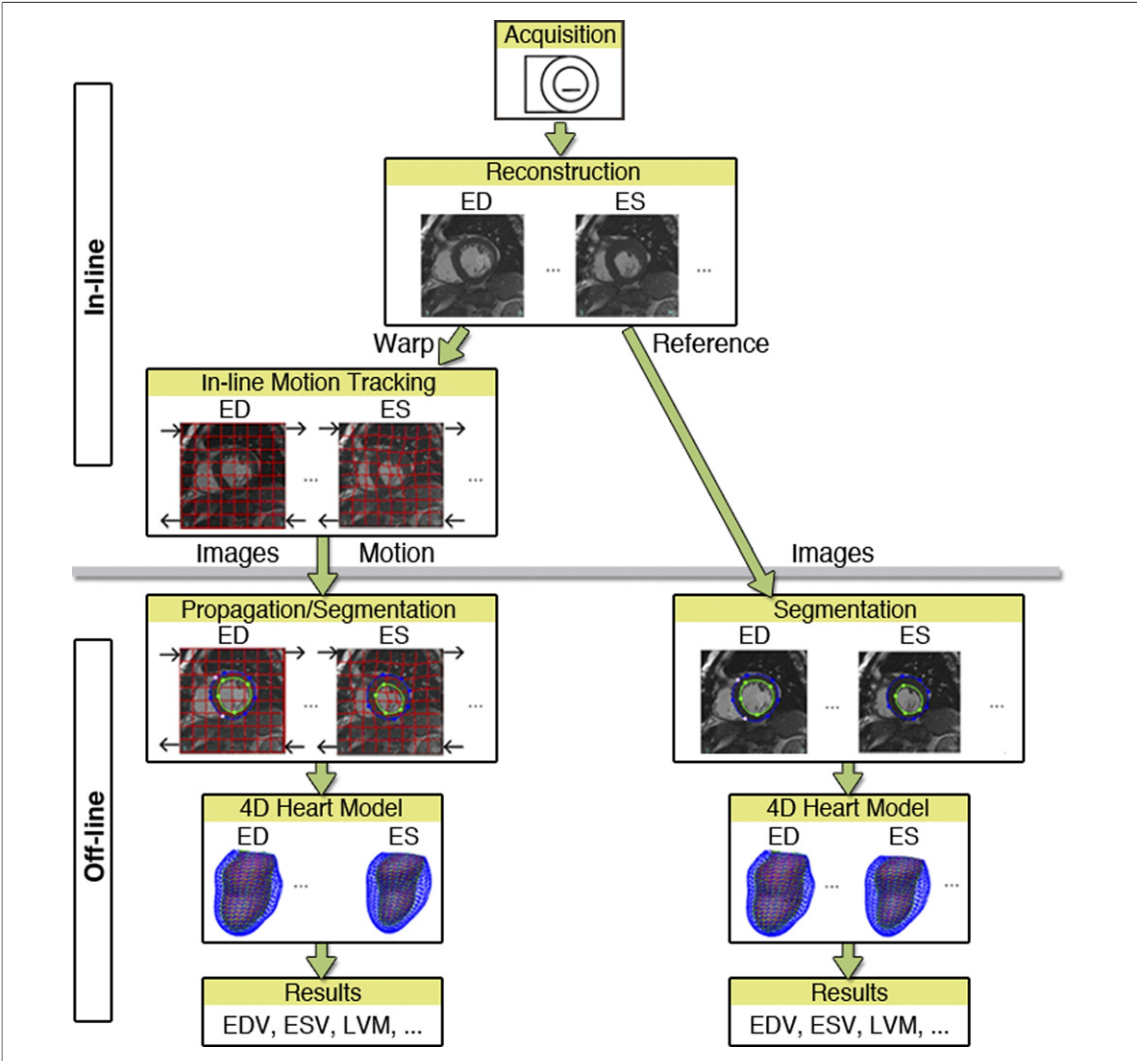 Acquisition
Reconstruction
ED ES
... ...
Warp Reference
In-line
In-line Motion Tracking
ED ES
... ...
Images Motion Images
Off-line
Propagation/Segmentation
ED ES
... ...
4D Heart Model
ED ES
...
Results
EDV, ESV, LVM, ...
Segmentation
ED ES
... ...
4D Heart Model
ED ES
... ...
Results
EDV, ESV, LVM, ...